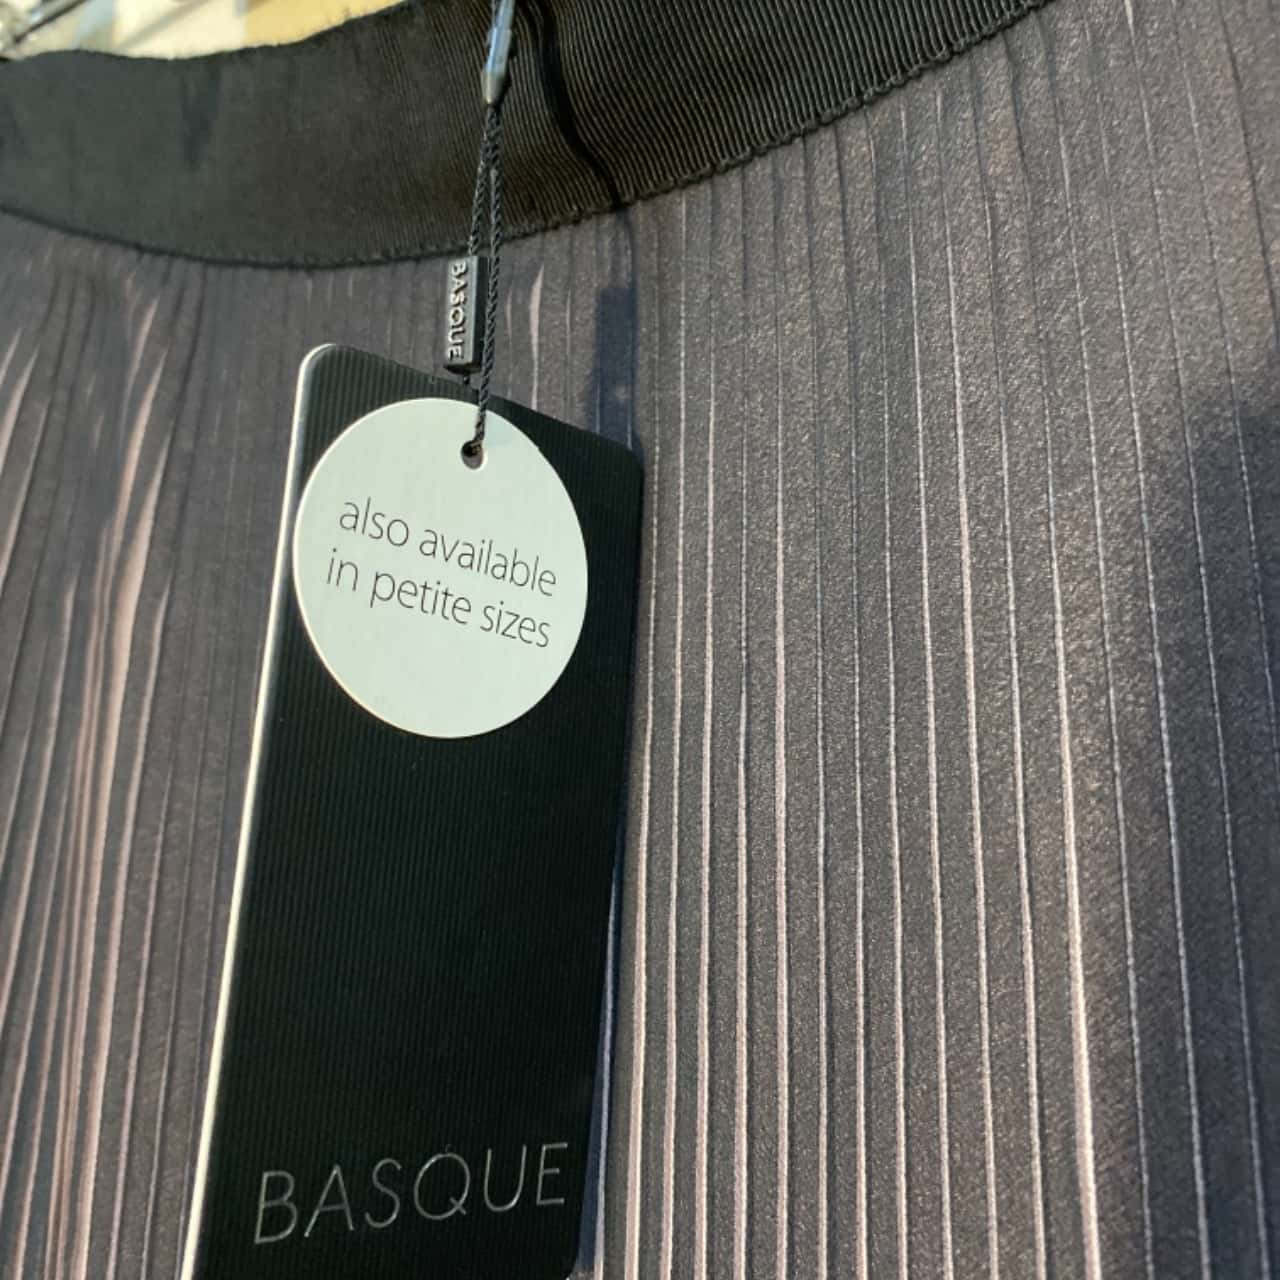 BASQUE
also available
in petite sizes
BASQUE